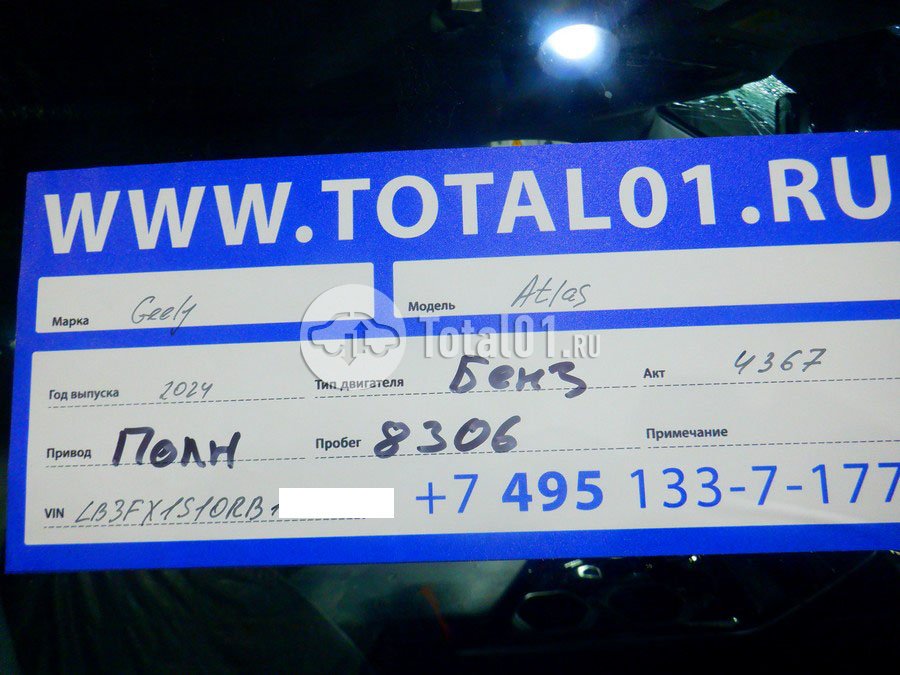 WWW.TOTAL01.RU
Марка Geely Модель Atlas
Total01.RU
Год выпуска 2024 Тип двигателя Бенз Акт 4367
Привод Полн Пробег 8306 Примечание
VIN LB3FX1S10RB1 +7 495 133-7-177